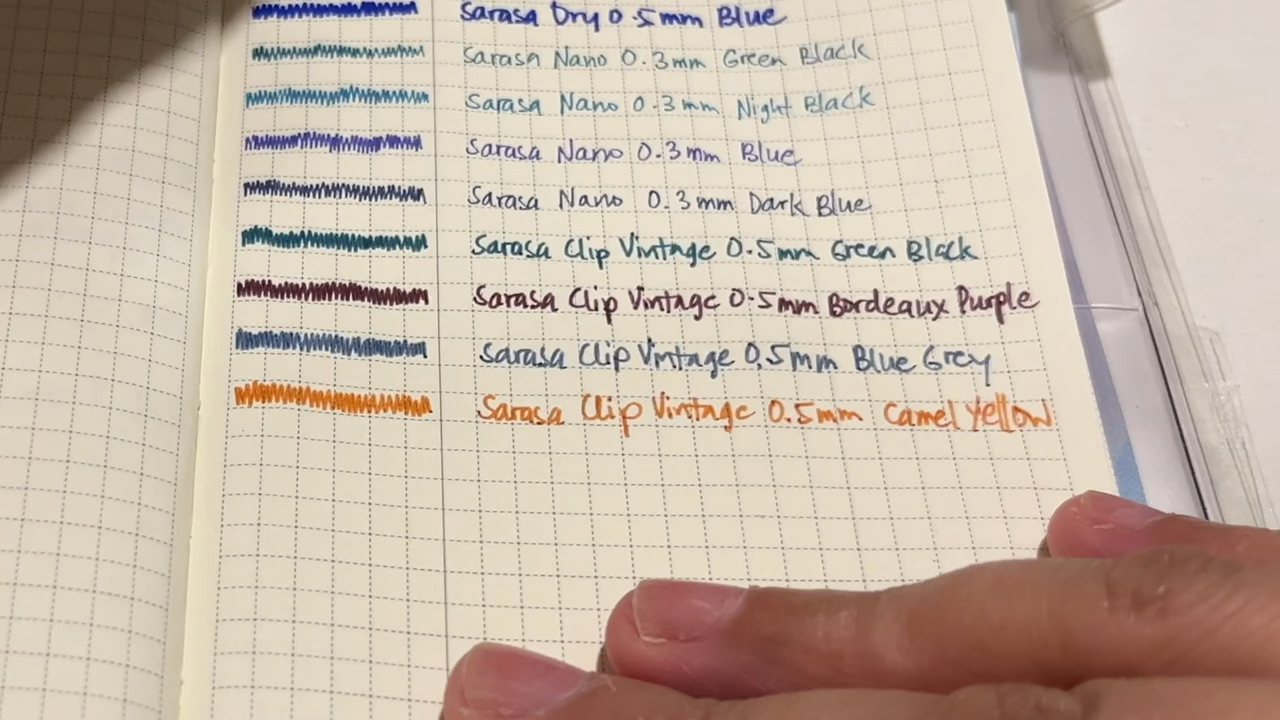 Sarasa Dry 0.5mm Blue
Sarasa Nano 0.3mm Green Black
Sarasa Nano 0.3mm Night Black
Sarasa Nano 0.3mm Blue
Sarasa Nano 0.3mm Dark Blue
Sarasa Clip Vintage 0.5mm Green Black
Sarasa Clip Vintage 0.5mm Bordeaux Purple
Sarasa Clip Vintage 0.5mm Blue Grey
Sarasa Clip Vintage 0.5mm Camel Yellow